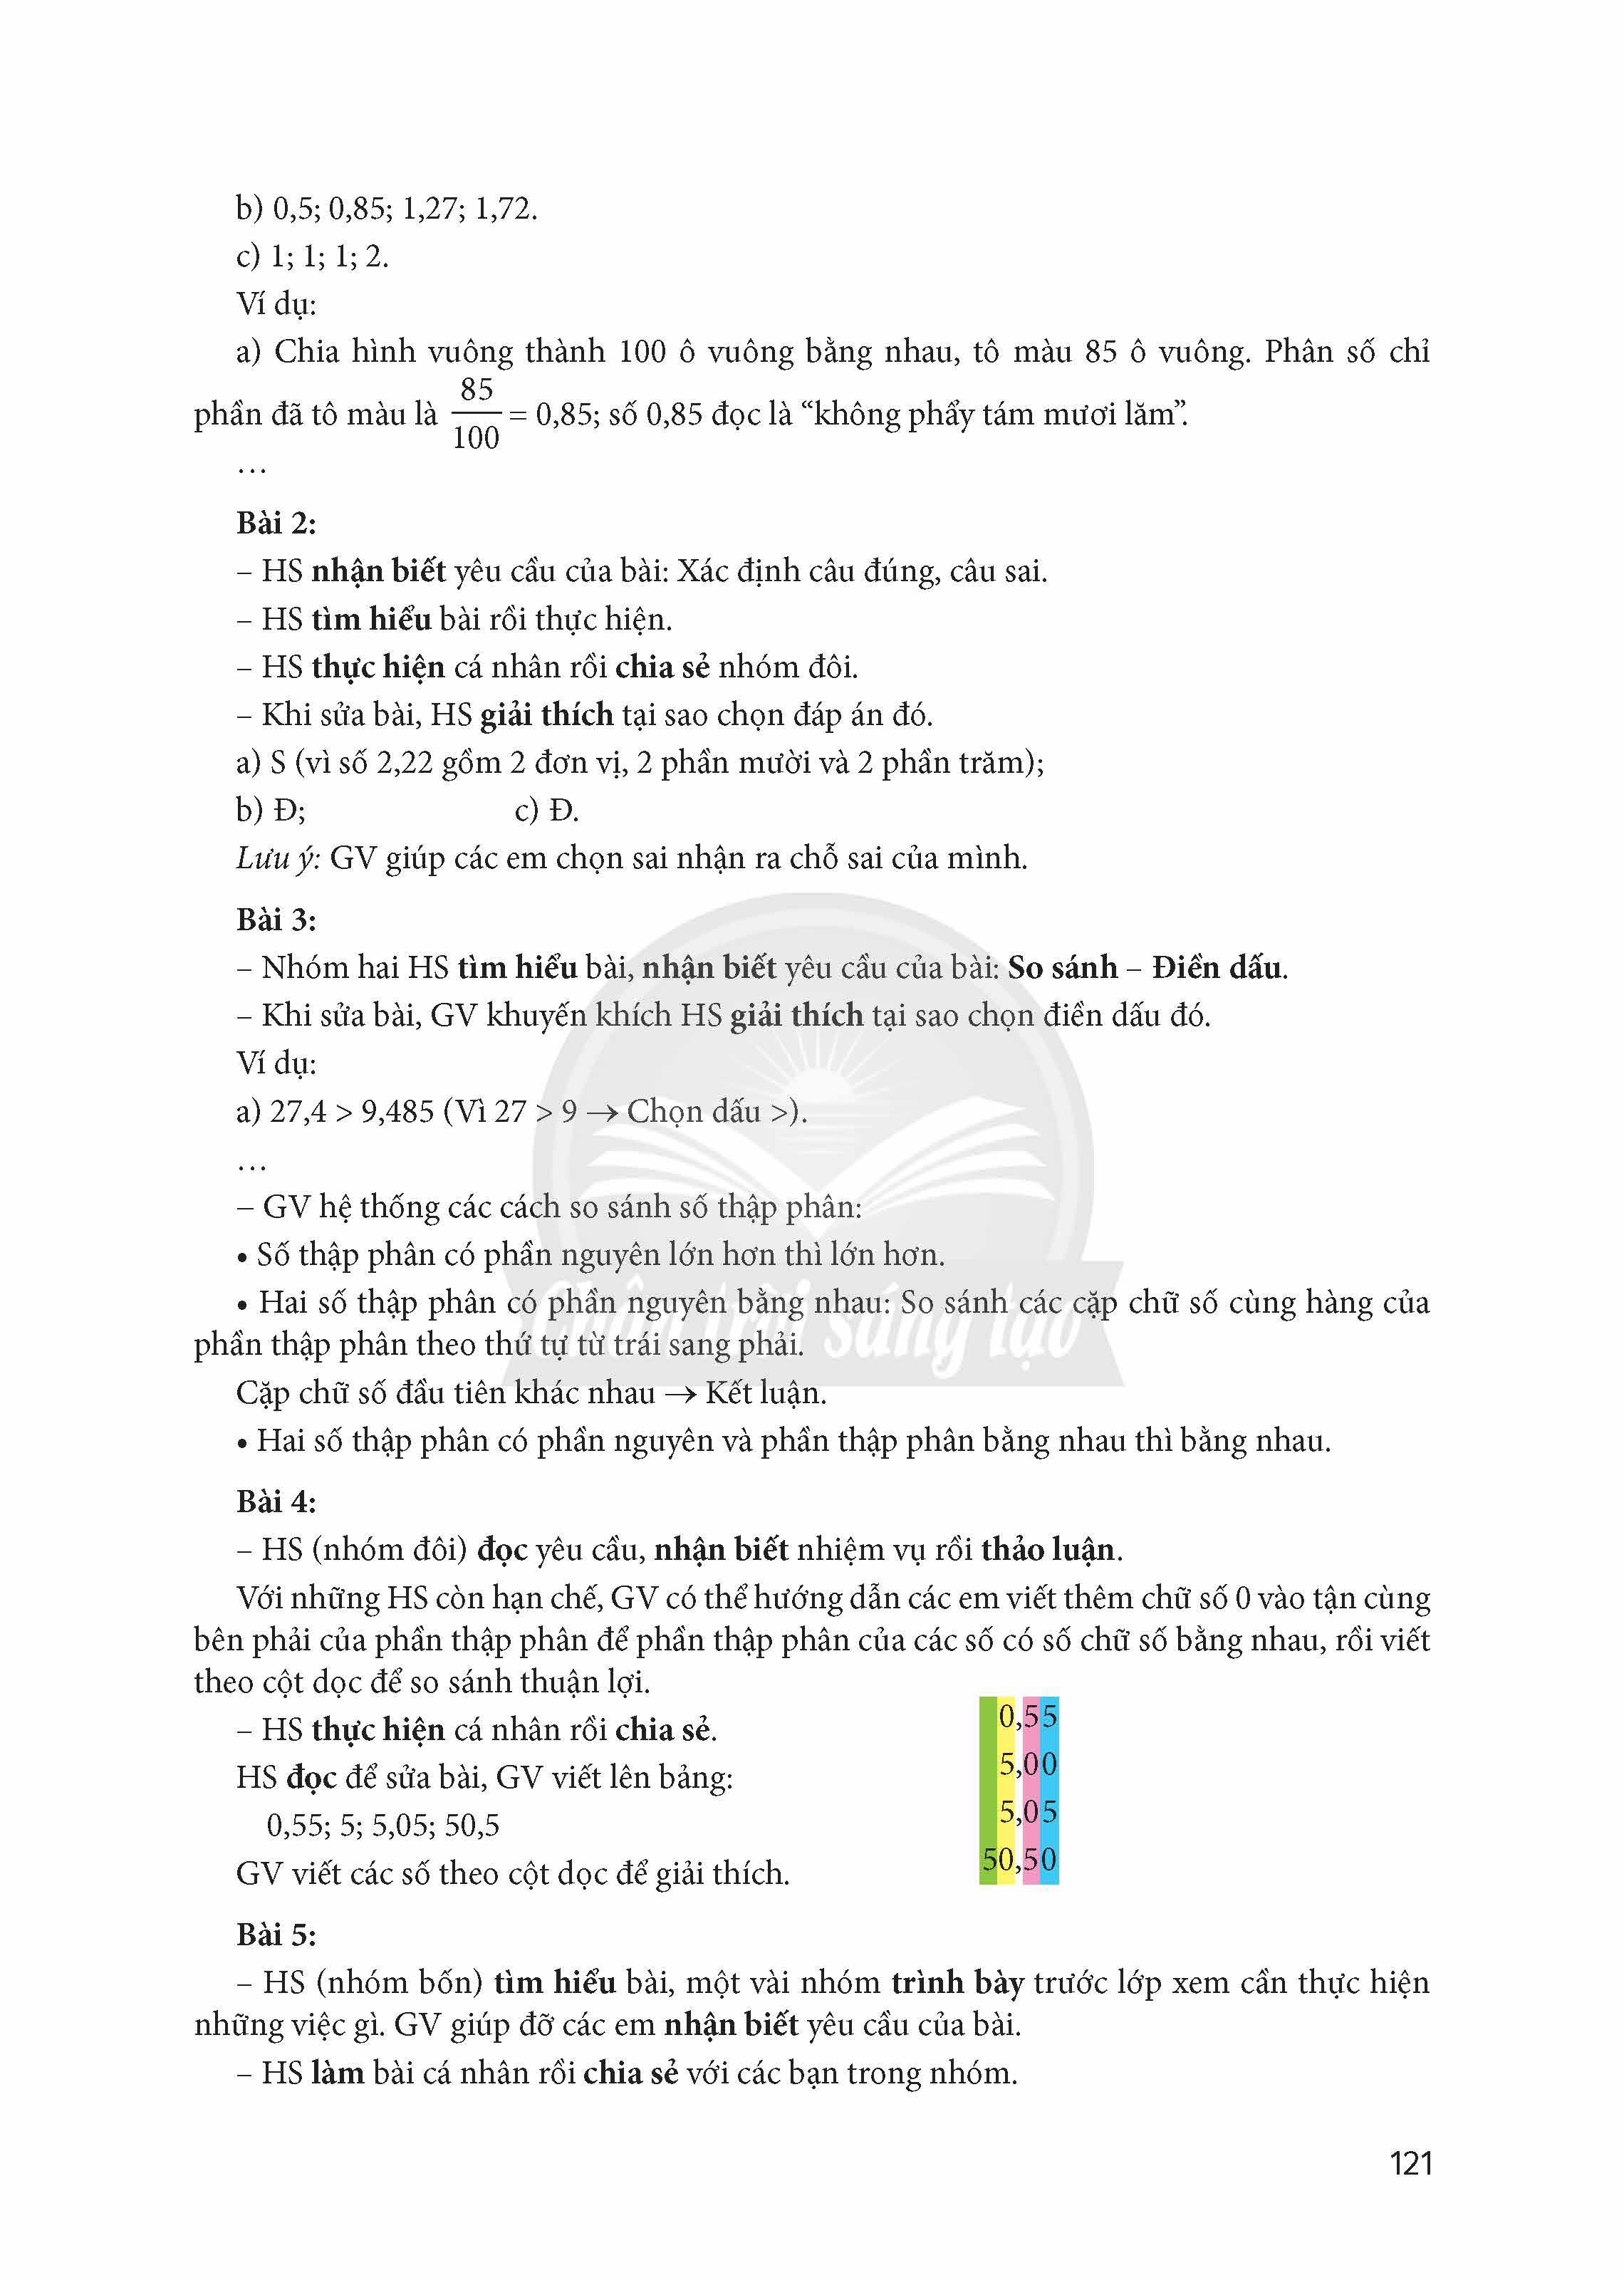 b) 0,5; 0,85; 1,27; 1,72.
c) 1; 1; 1; 2.
Ví dụ:
a) Chia hình vuông thành 100 ô vuông bằng nhau, tô màu 85 ô vuông. Phân số chỉ
phần đã tô màu là 85/100 = 0,85; số 0,85 đọc là “không phẩy tám mươi lăm”.
…
Bài 2:
– HS nhận biết yêu cầu của bài: Xác định câu đúng, câu sai.
– HS tìm hiểu bài rồi thực hiện.
– HS thực hiện cá nhân rồi chia sẻ nhóm đôi.
– Khi sửa bài, HS giải thích tại sao chọn đáp án đó.
a) S (vì số 2,22 gồm 2 đơn vị, 2 phần mười và 2 phần trăm);
b) Đ; c) Đ.
Lưu ý: GV giúp các em chọn sai nhận ra chỗ sai của mình.
Bài 3:
– Nhóm hai HS tìm hiểu bài, nhận biết yêu cầu của bài: So sánh – Điền dấu.
– Khi sửa bài, GV khuyến khích HS giải thích tại sao chọn điền dấu đó.
Ví dụ:
a) 27,4 > 9,485 (Vì 27 > 9 → Chọn dấu >).
…
– GV hệ thống các cách so sánh số thập phân:
• Số thập phân có phần nguyên lớn hơn thì lớn hơn.
• Hai số thập phân có phần nguyên bằng nhau: So sánh các cặp chữ số cùng hàng của
phần thập phân theo thứ tự từ trái sang phải.
Chân trời sáng tạo
Cặp chữ số đầu tiên khác nhau → Kết luận.
• Hai số thập phân có phần nguyên và phần thập phân bằng nhau thì bằng nhau.
Bài 4:
– HS (nhóm đôi) đọc yêu cầu, nhận biết nhiệm vụ rồi thảo luận.
Với những HS còn hạn chế, GV có thể hướng dẫn các em viết thêm chữ số 0 vào tận cùng
bên phải của phần thập phân để phần thập phân của các số có số chữ số bằng nhau, rồi viết
theo cột dọc để so sánh thuận lợi.
– HS thực hiện cá nhân rồi chia sẻ.
HS đọc để sửa bài, GV viết lên bảng:
0,55; 5; 5,05; 50,5
GV viết các số theo cột dọc để giải thích.
0,55
5,00
5,05
50,50
Bài 5:
– HS (nhóm bốn) tìm hiểu bài, một vài nhóm trình bày trước lớp xem cần thực hiện
những việc gì. GV giúp đỡ các em nhận biết yêu cầu của bài.
– HS làm bài cá nhân rồi chia sẻ với các bạn trong nhóm.
121